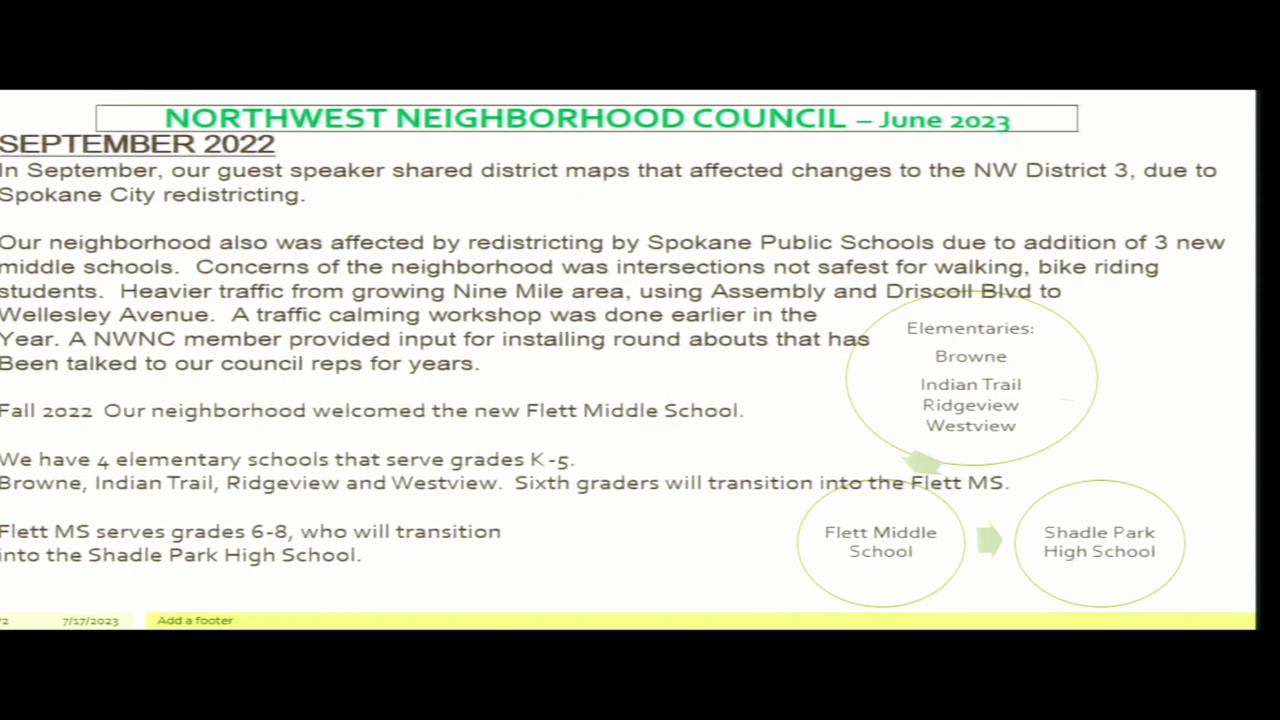 NORTHWEST NEIGHBORHOOD COUNCIL – June 2023
SEPTEMBER 2022
In September, our guest speaker shared district maps that affected changes to the NW District 3, due to
Spokane City redistricting.
Our neighborhood also was affected by redistricting by Spokane Public Schools due to addition of 3 new
middle schools.  Concerns of the neighborhood was intersections not safest for walking, bike riding
students.  Heavier traffic from growing Nine Mile area, using Assembly and Driscoll Blvd to
Wellesley Avenue.  A traffic calming workshop was done earlier in the
Year. A NWNC member provided input for installing round abouts that has
Been talked to our council reps for years.
Fall 2022  Our neighborhood welcomed the new Flett Middle School.
We have 4 elementary schools that serve grades K-5.
Browne, Indian Trail, Ridgeview and Westview.  Sixth graders will transition into the Flett MS.
Flett MS serves grades 6-8, who will transition
into the Shadle Park High School.
Elementaries:
Browne
Indian Trail
Ridgeview
Westview
Flett Middle
School
Shadle Park
High School
7/17/2023
Add a footer